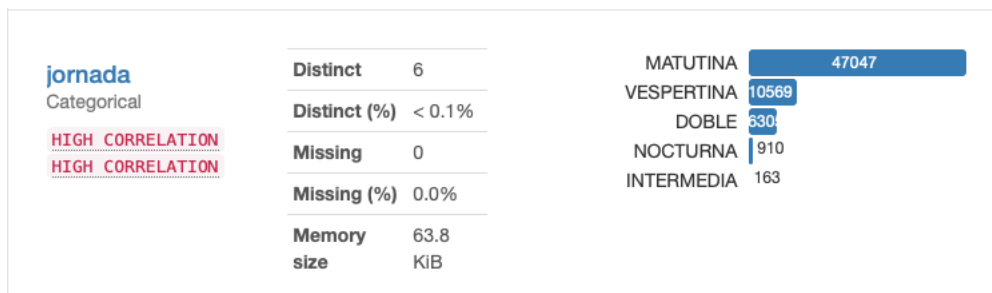 jornada
Categorical
HIGH CORRELATION
HIGH CORRELATION
Distinct 6
Distinct (%) < 0.1%
Missing 0
Missing (%) 0.0%
Memory size 63.8 KiB
MATUTINA 47047
VESPERTINA 10569
DOBLE
NOCTURNA 910
INTERMEDIA 163